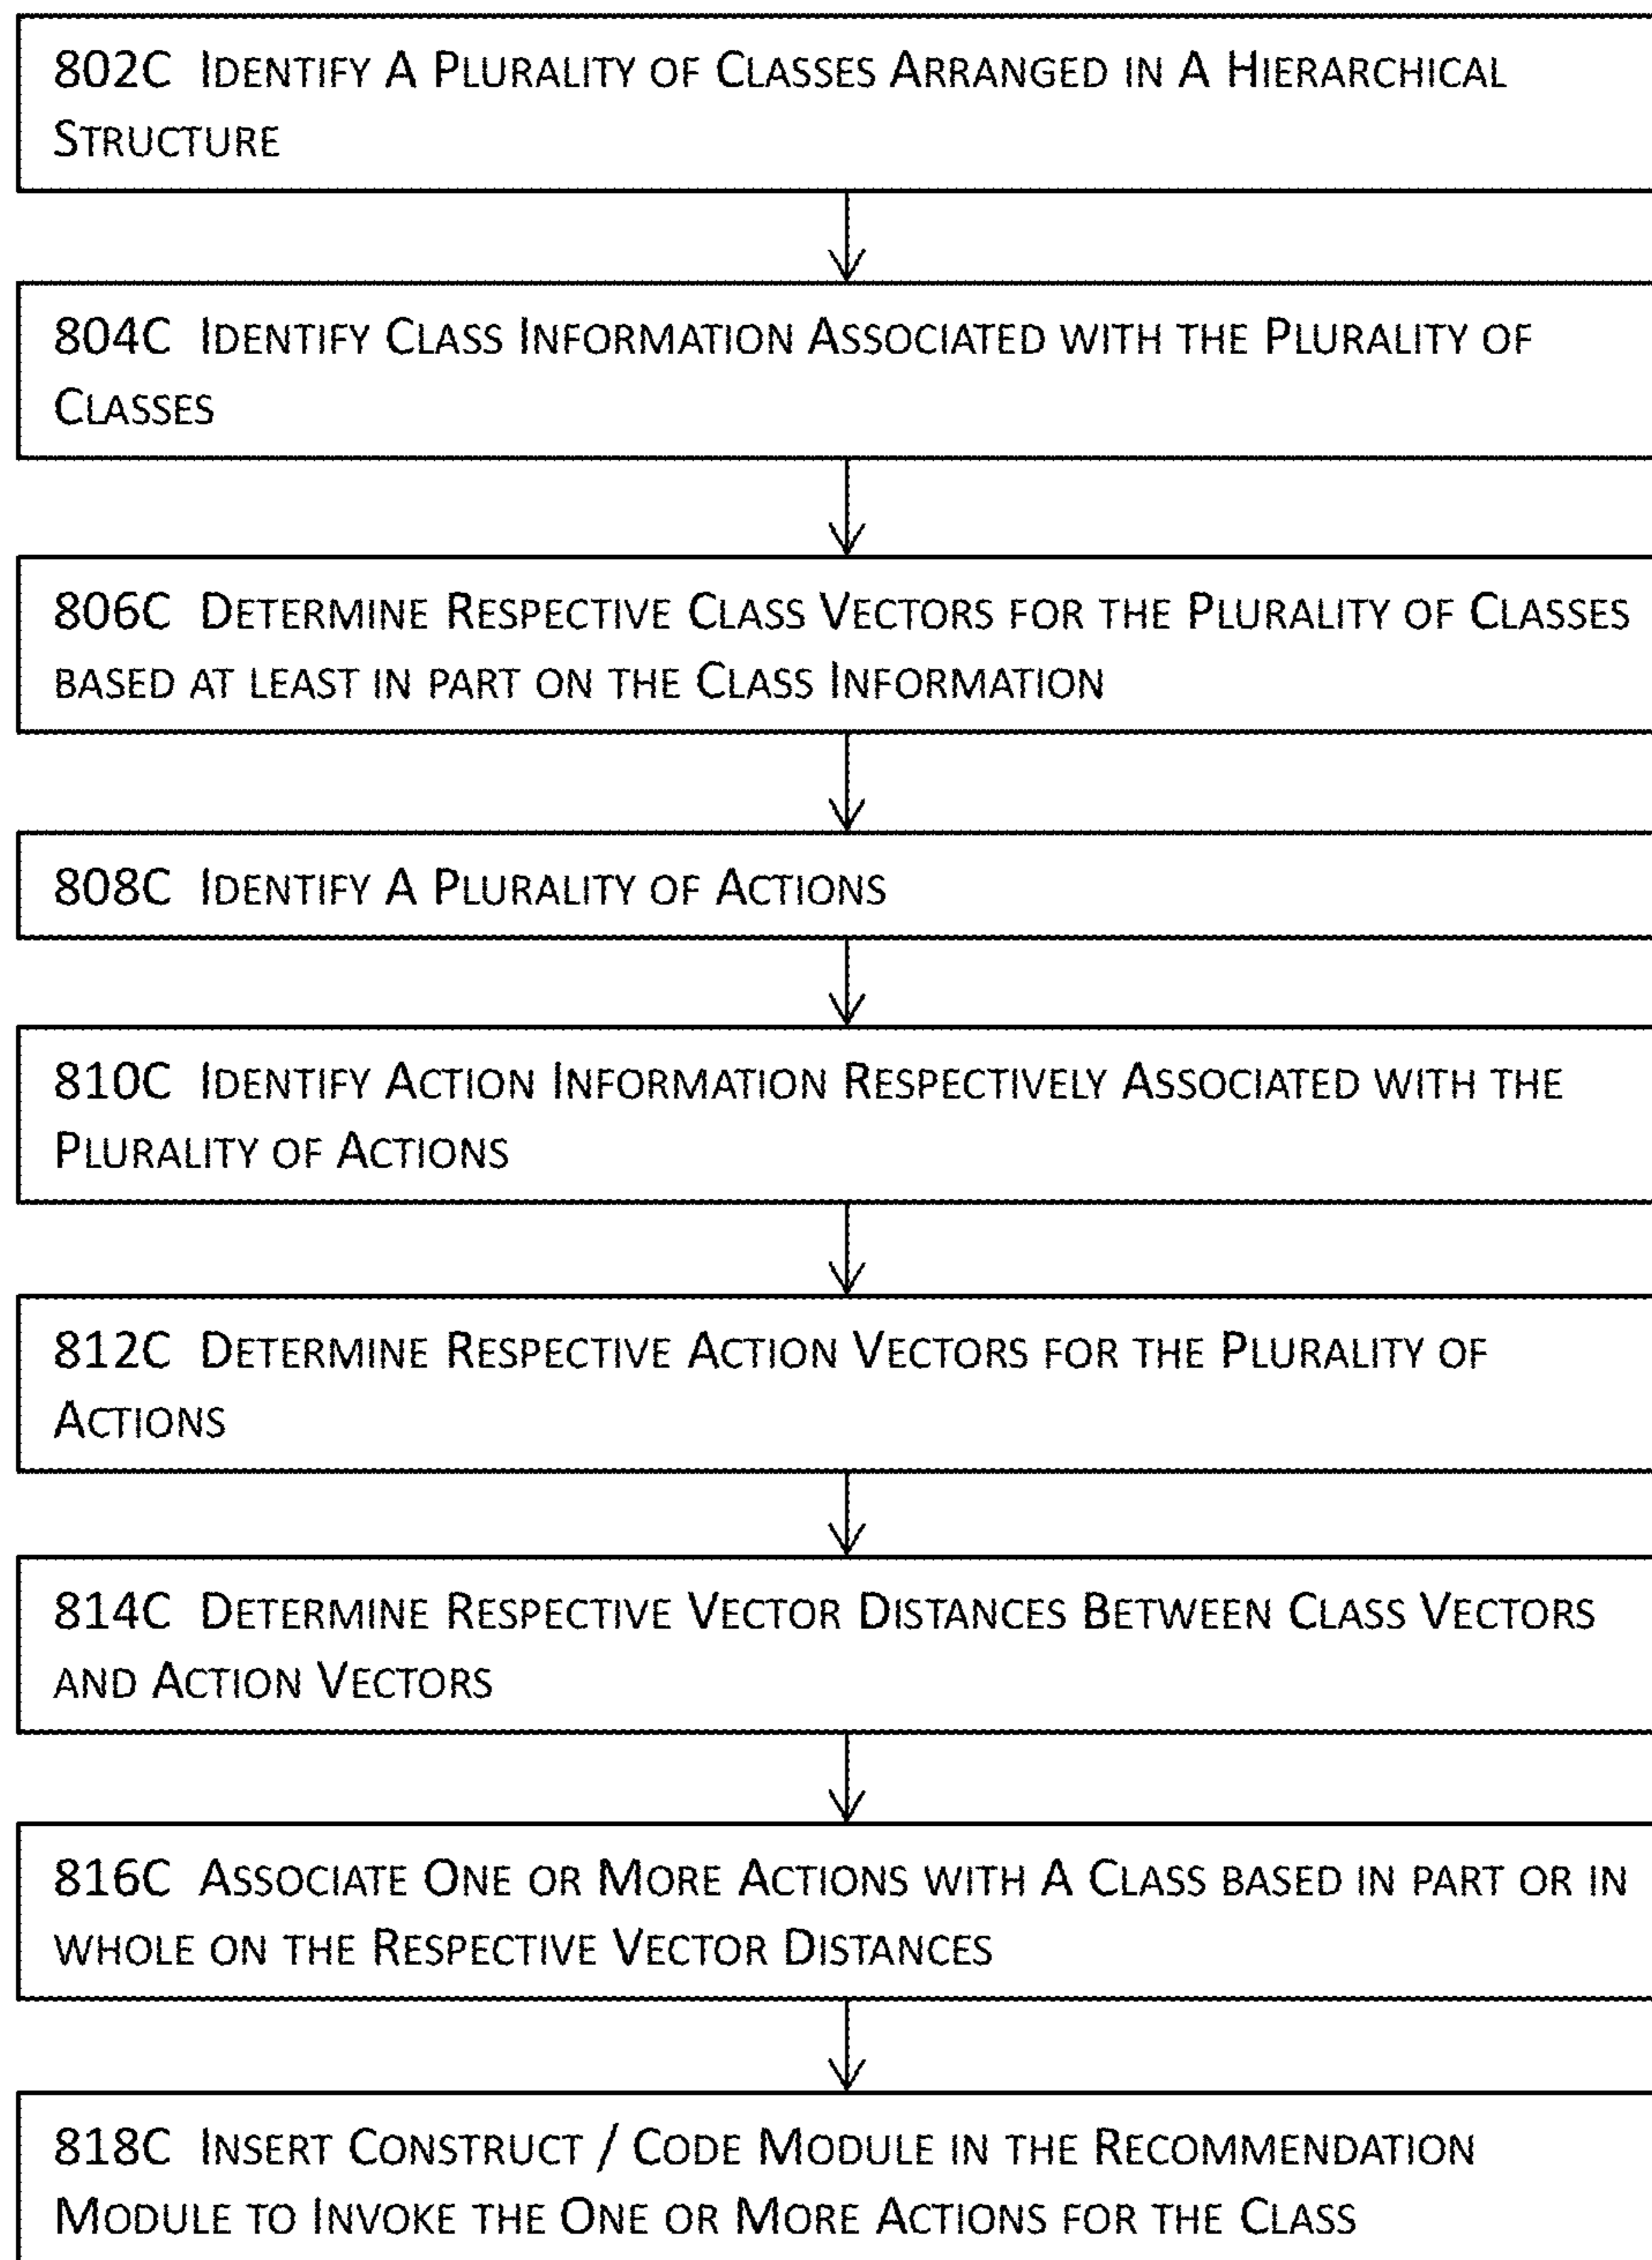 802C Identify A Plurality of Classes Arranged in A Hierarchical
Structure
804C Identify Class Information Associated with the Plurality of
Classes
806C Determine Respective Class Vectors for the Plurality of Classes
based at least in part on the Class Information
808C Identify A Plurality of Actions
810C Identify Action Information Respectively Associated with the
Plurality of Actions
812C Determine Respective Action Vectors for the Plurality of
Actions
814C Determine Respective Vector Distances Between Class Vectors
and Action Vectors
816C Associate One or More Actions with A Class based in part or in
whole on the Respective Vector Distances
818C Insert Construct / Code Module in the Recommendation
Module to Invoke the One or More Actions for the Class